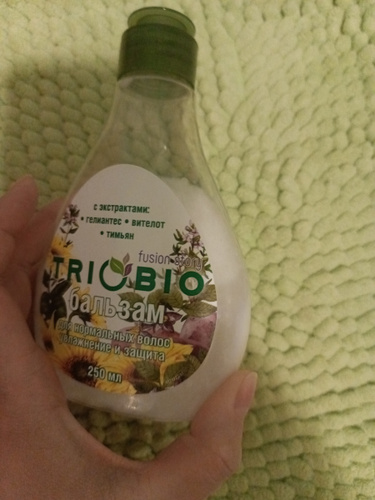 с экстрактами:
• гелиантес • вителот
• тимьян
fusion
TRIOBIO
бальзам
для нормальных волос
увлажнение и защита
250 мл